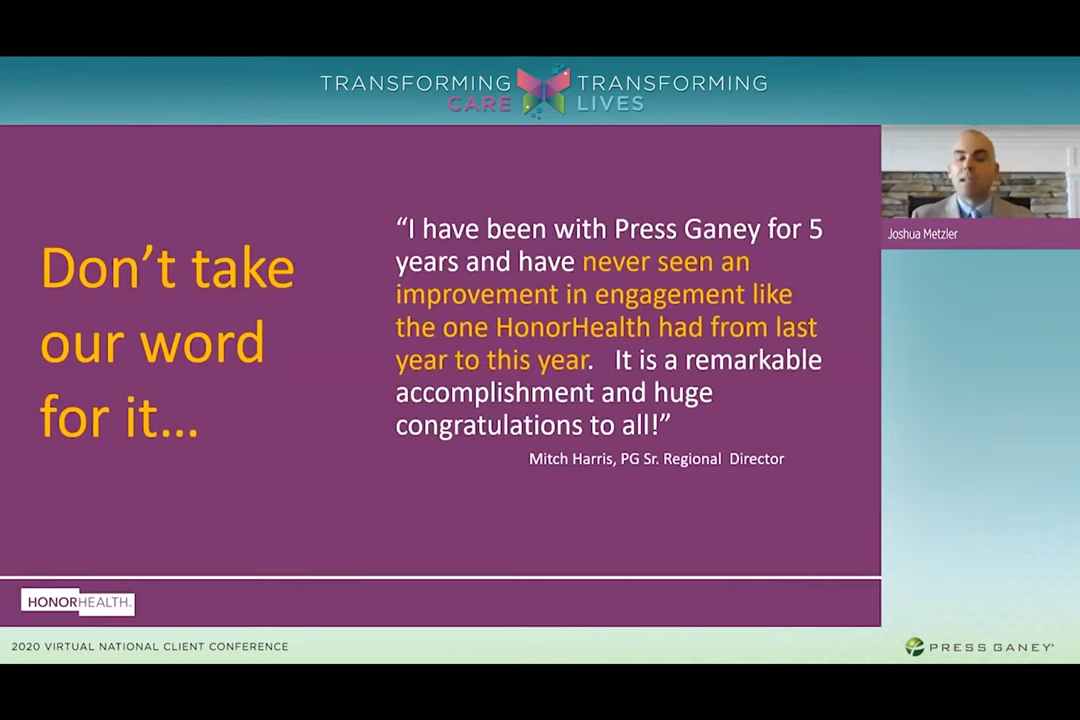 TRANSFORMING TRANSFORMING
CARE LIVES
Don’t take
our word
for it…
“I have been with Press Ganey for 5
years and have never seen an
improvement in engagement like
the one HonorHealth had from last
year to this year.   It is a remarkable
accomplishment and huge
congratulations to all!”
Mitch Harris, PG Sr. Regional  Director
Joshua Metzler
HONORHEALTH.
2020 VIRTUAL NATIONAL CLIENT CONFERENCE
PRESS GANEY